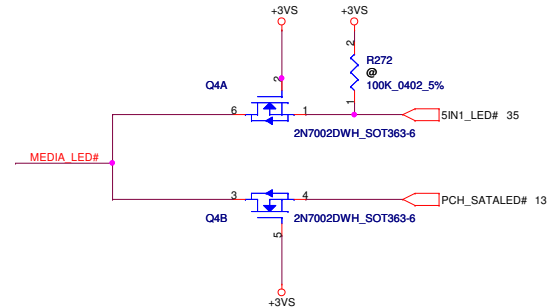 +3VS +3VS
2
2
R272
@
100K_0402_5%
Q4A
1
6 1
5IN1_LED# 35
2N7002DWH_SOT363-6
MEDIA_LED#
3 4
PCH_SATALED# 13
Q4B
2N7002DWH_SOT363-6
5
+3VS